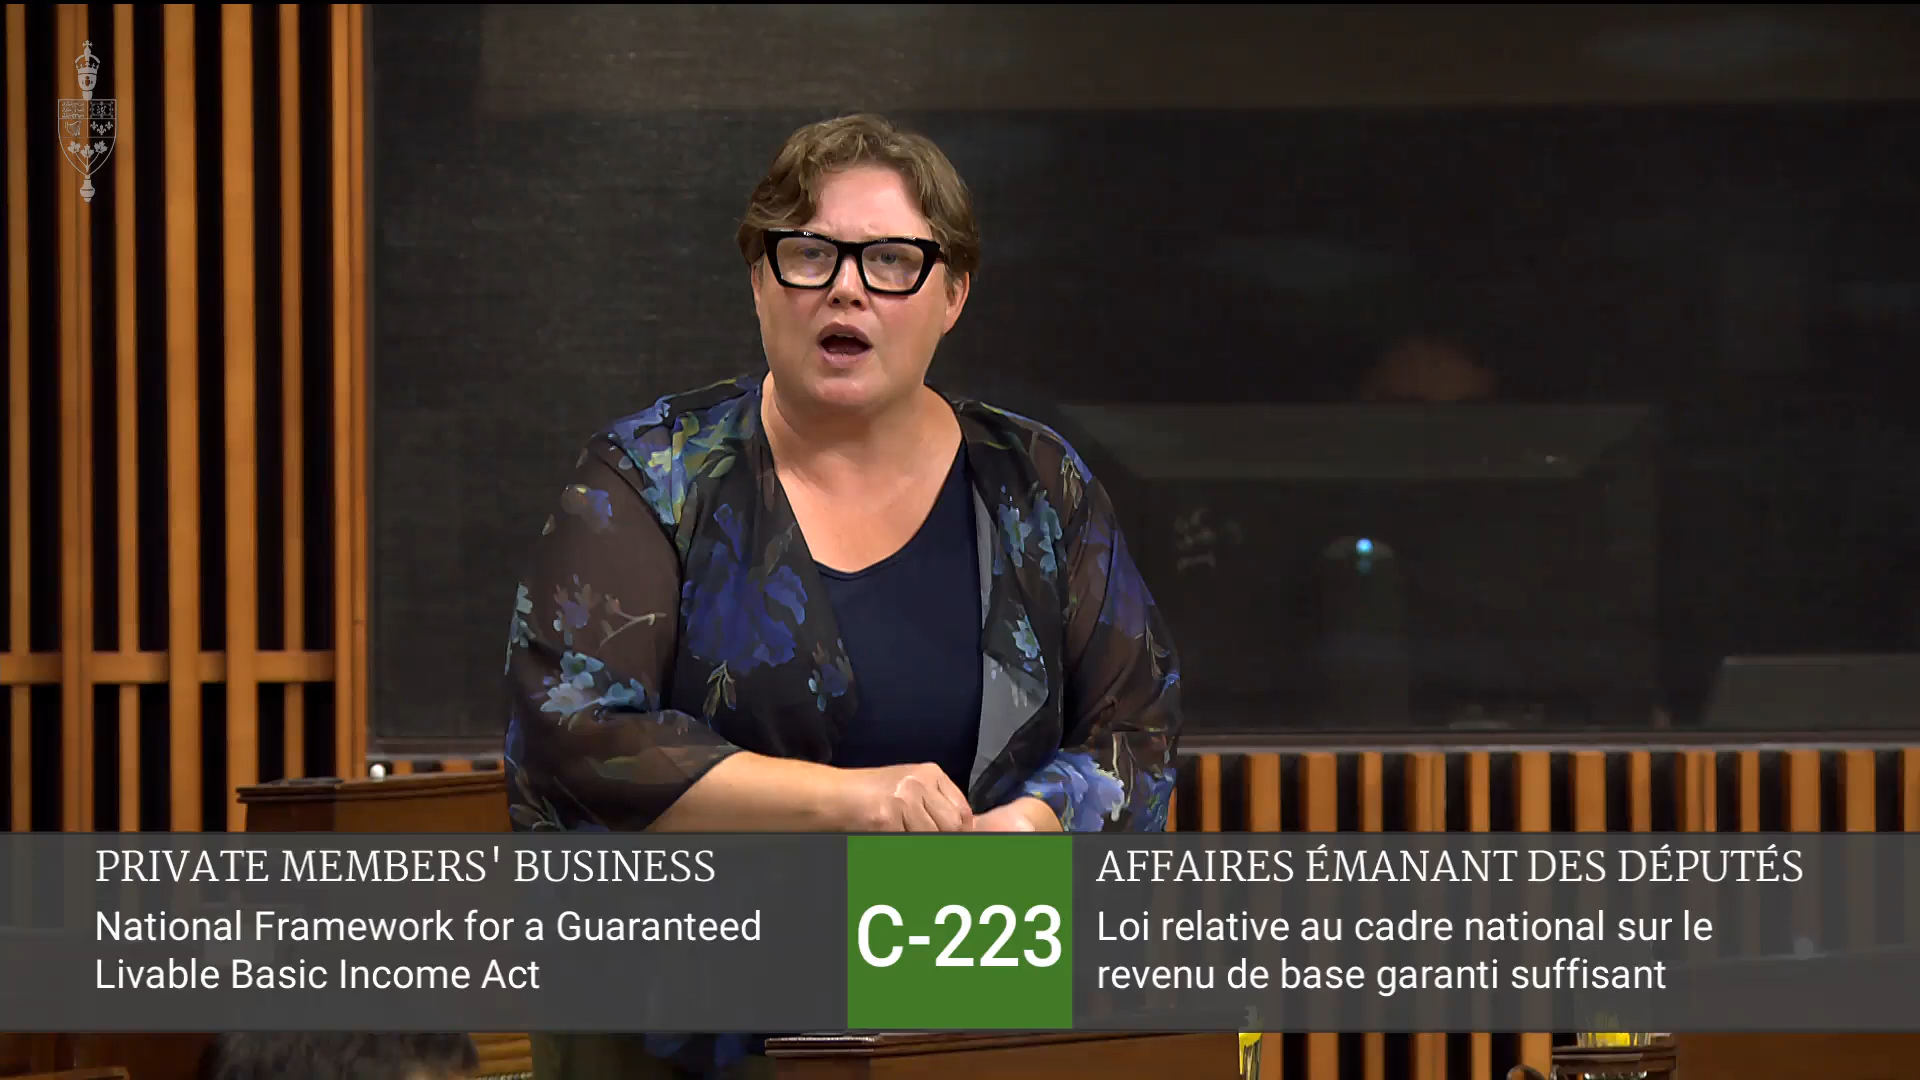 PRIVATE MEMBERS' BUSINESS
National Framework for a Guaranteed
Livable Basic Income Act
C-223
AFFAIRES ÉMANANT DES DÉPUTÉS
Loi relative au cadre national sur le
revenu de base garanti suffisant